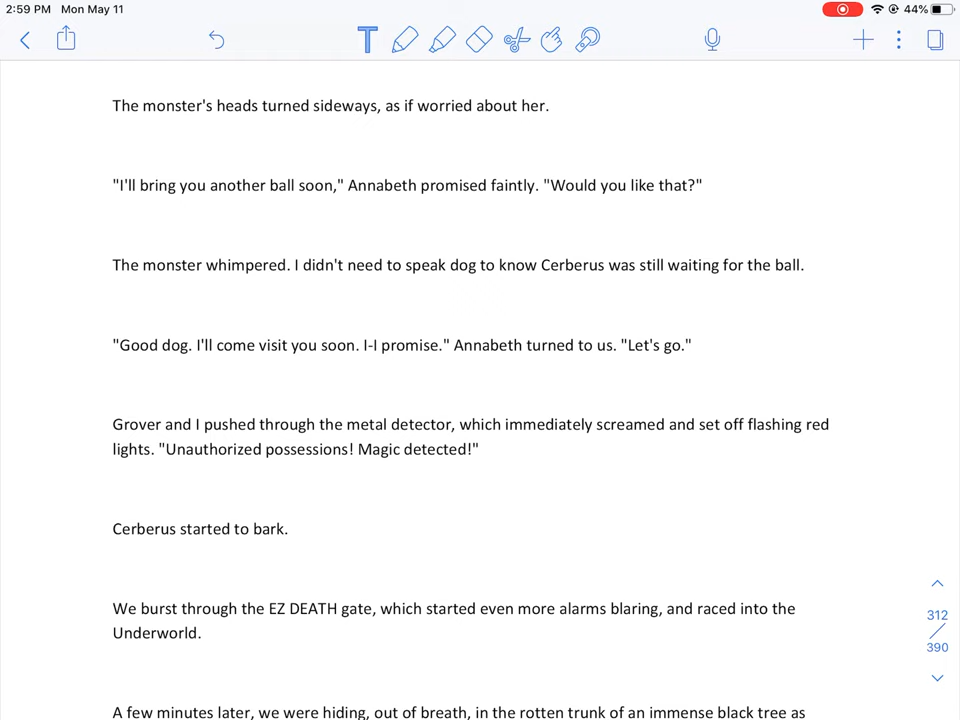 2:59 PM Mon May 11
44%
The monster's heads turned sideways, as if worried about her.
"I'll bring you another ball soon," Annabeth promised faintly. "Would you like that?"
The monster whimpered. I didn't need to speak dog to know Cerberus was still waiting for the ball.
"Good dog. I'll come visit you soon. I-I promise." Annabeth turned to us. "Let's go."
Grover and I pushed through the metal detector, which immediately screamed and set off flashing red
lights. "Unauthorized possessions! Magic detected!"
Cerberus started to bark.
We burst through the EZ DEATH gate, which started even more alarms blaring, and raced into the
Underworld.
312
390
A few minutes later, we were hiding, out of breath, in the rotten trunk of an immense black tree as